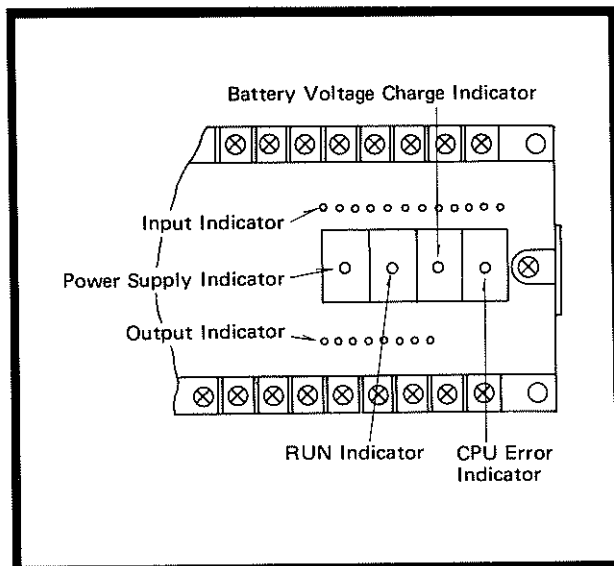 Battery Voltage Charge Indicator
Input Indicator
Power Supply Indicator
Output Indicator
RUN Indicator
CPU Error
Indicator